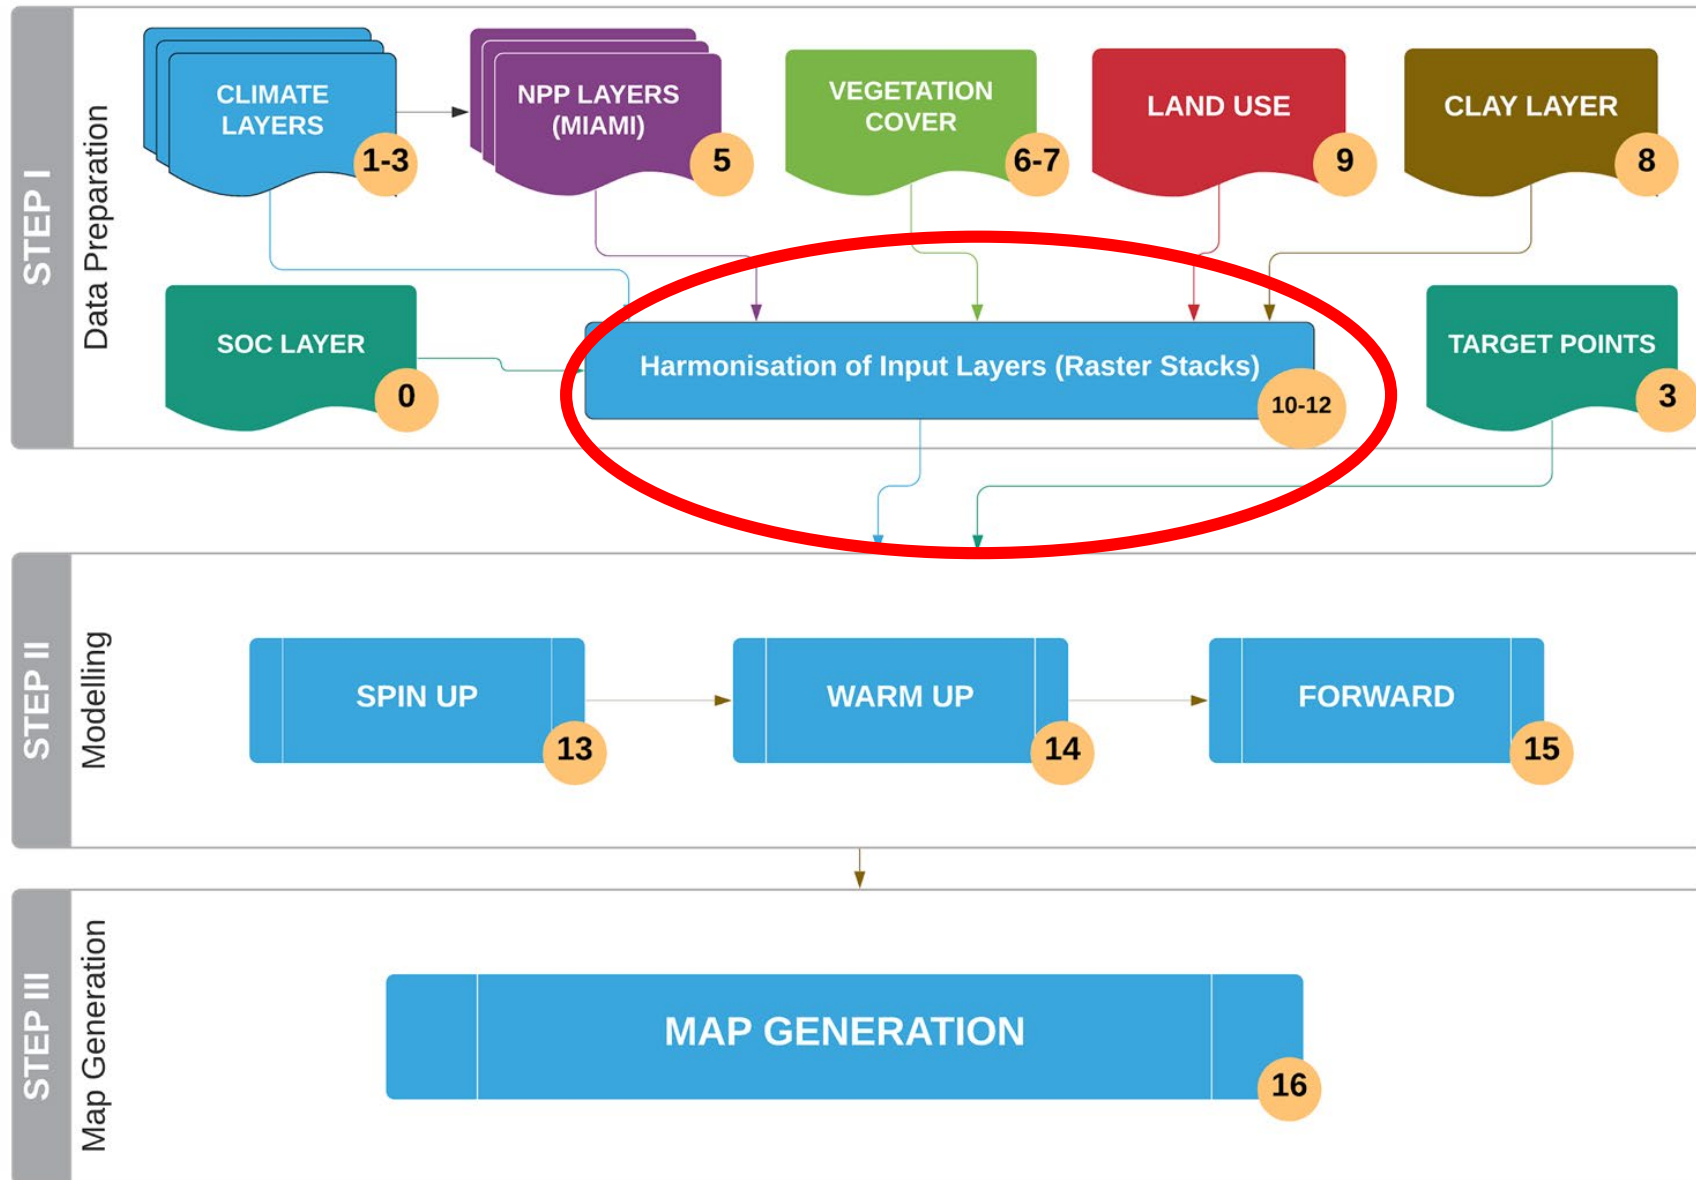 STEP I
Data Preparation
CLIMATE
LAYERS
1-3
NPP LAYERS
(MIAMI)
5
VEGETATION
COVER
6-7
LAND USE
9
CLAY LAYER
8
SOC LAYER
0
Harmonisation of Input Layers (Raster Stacks)
10-12
TARGET POINTS
3
STEP II
Modelling
SPIN UP
13
WARM UP
14
FORWARD
15
STEP III
Map Generation
MAP GENERATION
16